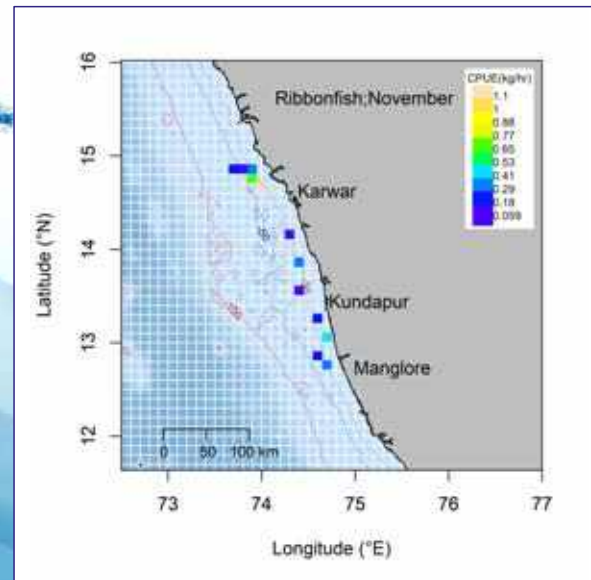 Ribbonfish;November
CPUE(kg/hr)
1.1
1
0.88
0.77
0.65
0.53
0.41
0.29
0.18
0.059
Karwar
Kundapur
Manglore
0 50 100 km
16
15
14
13
12
Latitude (°N)
73 74 75 76 77
Longitude (°E)